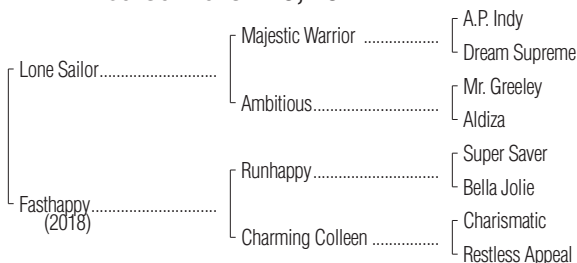 A.P. Indy
Majestic Warrior ..................
Dream Supreme
Lone Sailor............................
Mr. Greeley
Ambitious..............................
Aldiza
Super Saver
Runhappy..............................
Bella Jolie
Fasthappy..............................
(2018)
Charismatic
Charming Colleen ................
Restless Appeal